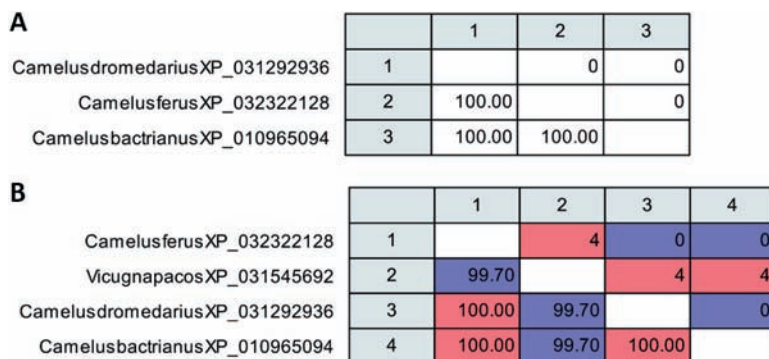 A
1 2 3
CamelusdromedariusXP_031292936 1 0 0
CamelusferusXP_032322128 2 100.00 0
CamelusbactrianusXP_010965094 3 100.00 100.00
B
1 2 3 4
CamelusferusXP_032322128 1 4 0 0
VicugnapacosXP_031545692 2 99.70 4 4
CamelusdromedariusXP_031292936 3 100.00 99.70 0
CamelusbactrianusXP_010965094 4 100.00 99.70 100.00